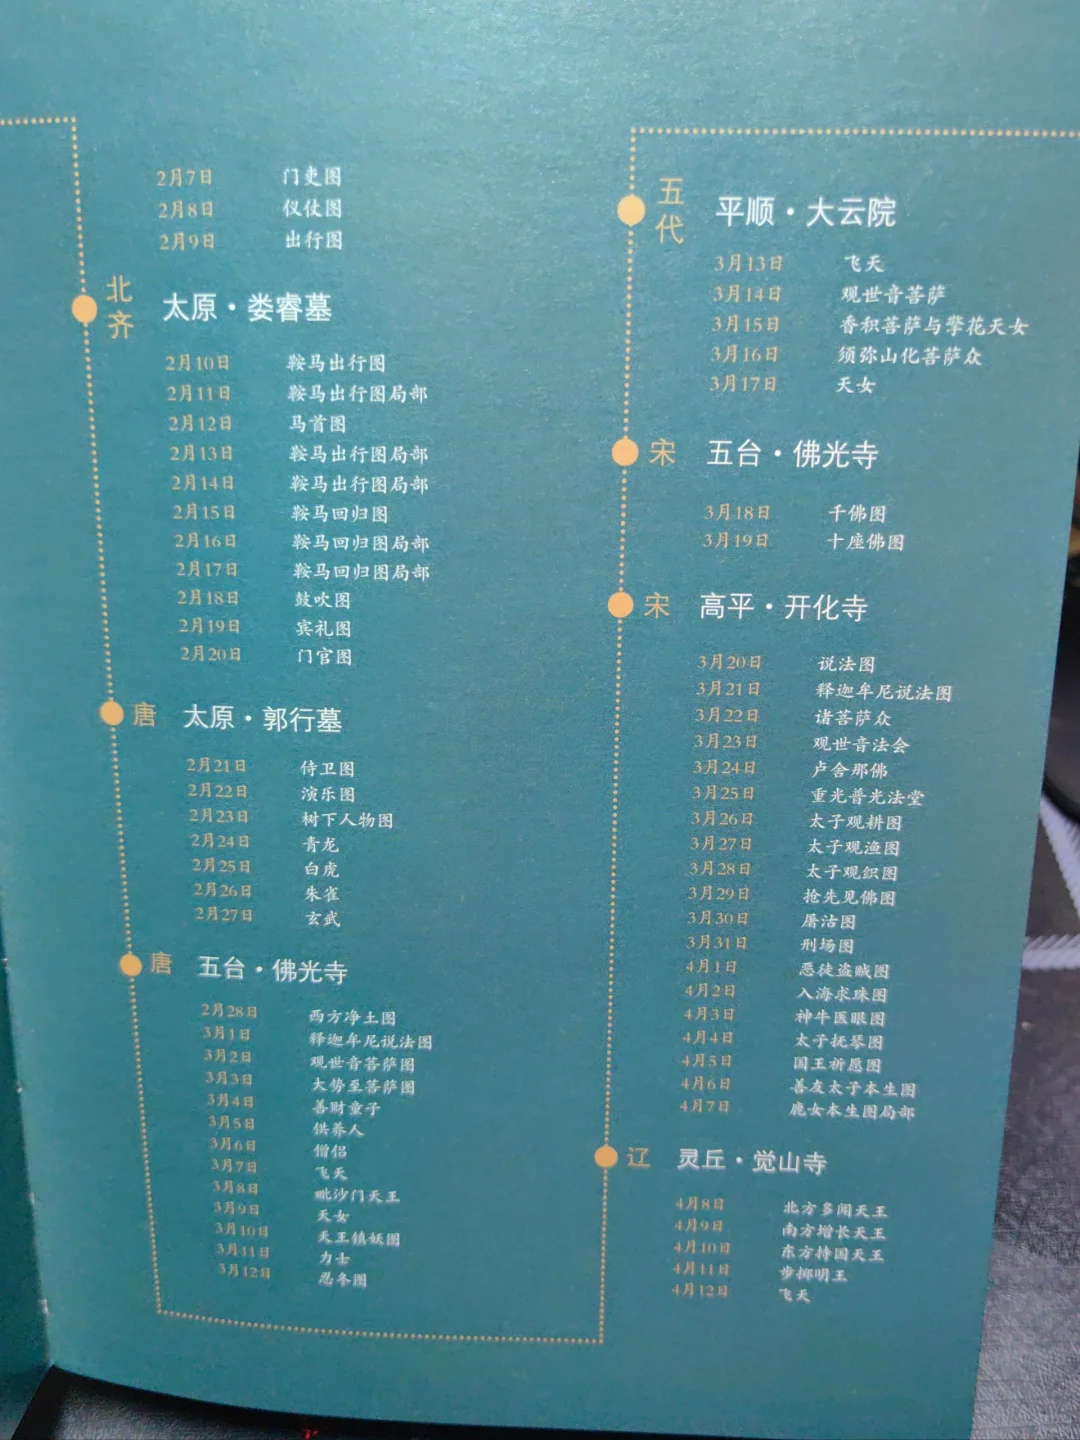 2月7日 门吏图
2月8日 仪仗图
2月9日 出行图
北齐 太原·娄睿墓
2月10日 鞍马出行图
2月11日 鞍马出行图局部
2月12日 马首图
2月13日 鞍马出行图局部
2月14日 鞍马出行图局部
2月15日 鞍马回归图
2月16日 鞍马回归图局部
2月17日 鞍马回归图局部
2月18日 鼓吹图
2月19日 宾礼图
2月20日 门官图
唐 太原·郭行墓
2月21日 侍卫图
2月22日 演乐图
2月23日 树下人物图
2月24日 青龙
2月25日 白虎
2月26日 朱雀
2月27日 玄武
唐 五台·佛光寺
2月28日 西方净土图
3月1日 释迦牟尼说法图
3月2日 观世音菩萨图
3月3日 大势至菩萨图
3月4日 善财童子
3月5日 供养人
3月6日 僧侣
3月7日 飞天
3月8日 毗沙门天王
3月9日 天女
3月10日 天王镇妖图
3月11日 力士
3月12日 忍冬图
五代 平顺·大云院
3月13日 飞天
3月14日 观世音菩萨
3月15日 香积菩萨与擎花天女
3月16日 须弥山化菩萨众
3月17日 天女
宋 五台·佛光寺
3月18日 千佛图
3月19日 十座佛图
宋 高平·开化寺
3月20日 说法图
3月21日 释迦牟尼说法图
3月22日 诸菩萨众
3月23日 观世音法会
3月24日 卢舍那佛
3月25日 重光普光法堂
3月26日 太子观耕图
3月27日 太子观渔图
3月28日 太子观织图
3月29日 抢先见佛图
3月30日 屠沽图
3月31日 刑场图
4月1日 恶徒盗贼图
4月2日 入海求珠图
4月3日 神牛医眼图
4月4日 太子抚琴图
4月5日 国王祈愿图
4月6日 善友太子本生图
4月7日 鹿女本生图局部
辽 灵丘·觉山寺
4月8日 北方多闻天王
4月9日 南方增长天王
4月10日 东方持国天王
4月11日 步掷明王
4月12日 飞天